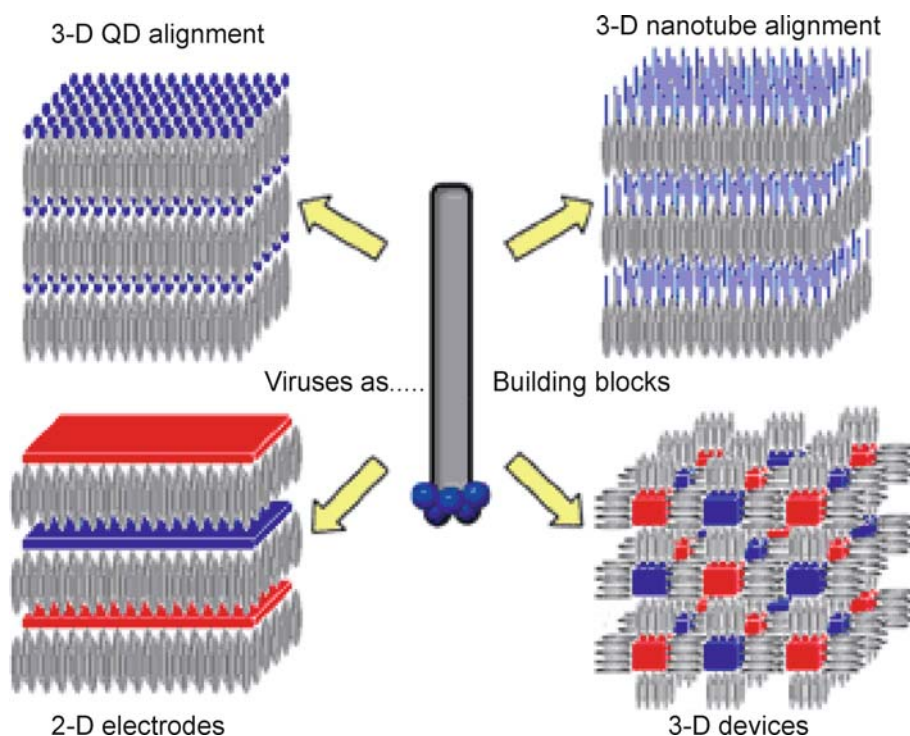 3-D QD alignment
3-D nanotube alignment
Viruses as.....
Building blocks
2-D electrodes
3-D devices